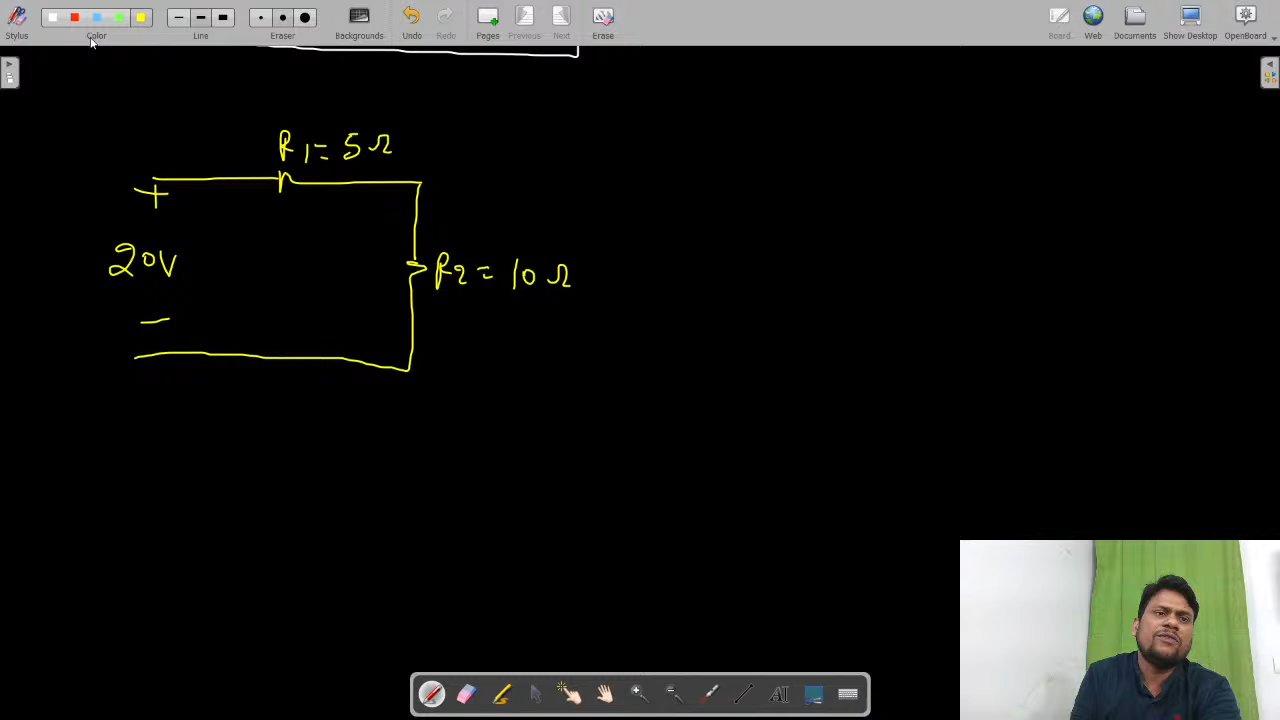 Stylus
Color
Line
Eraser
Backgrounds
Undo
Redo
Pages
Previous
Next
Erase
Board
Web
Documents
Show Desktop
OpenBoard
R1 = 5 Ω
+
20V
R2 = 10 Ω
−
AI